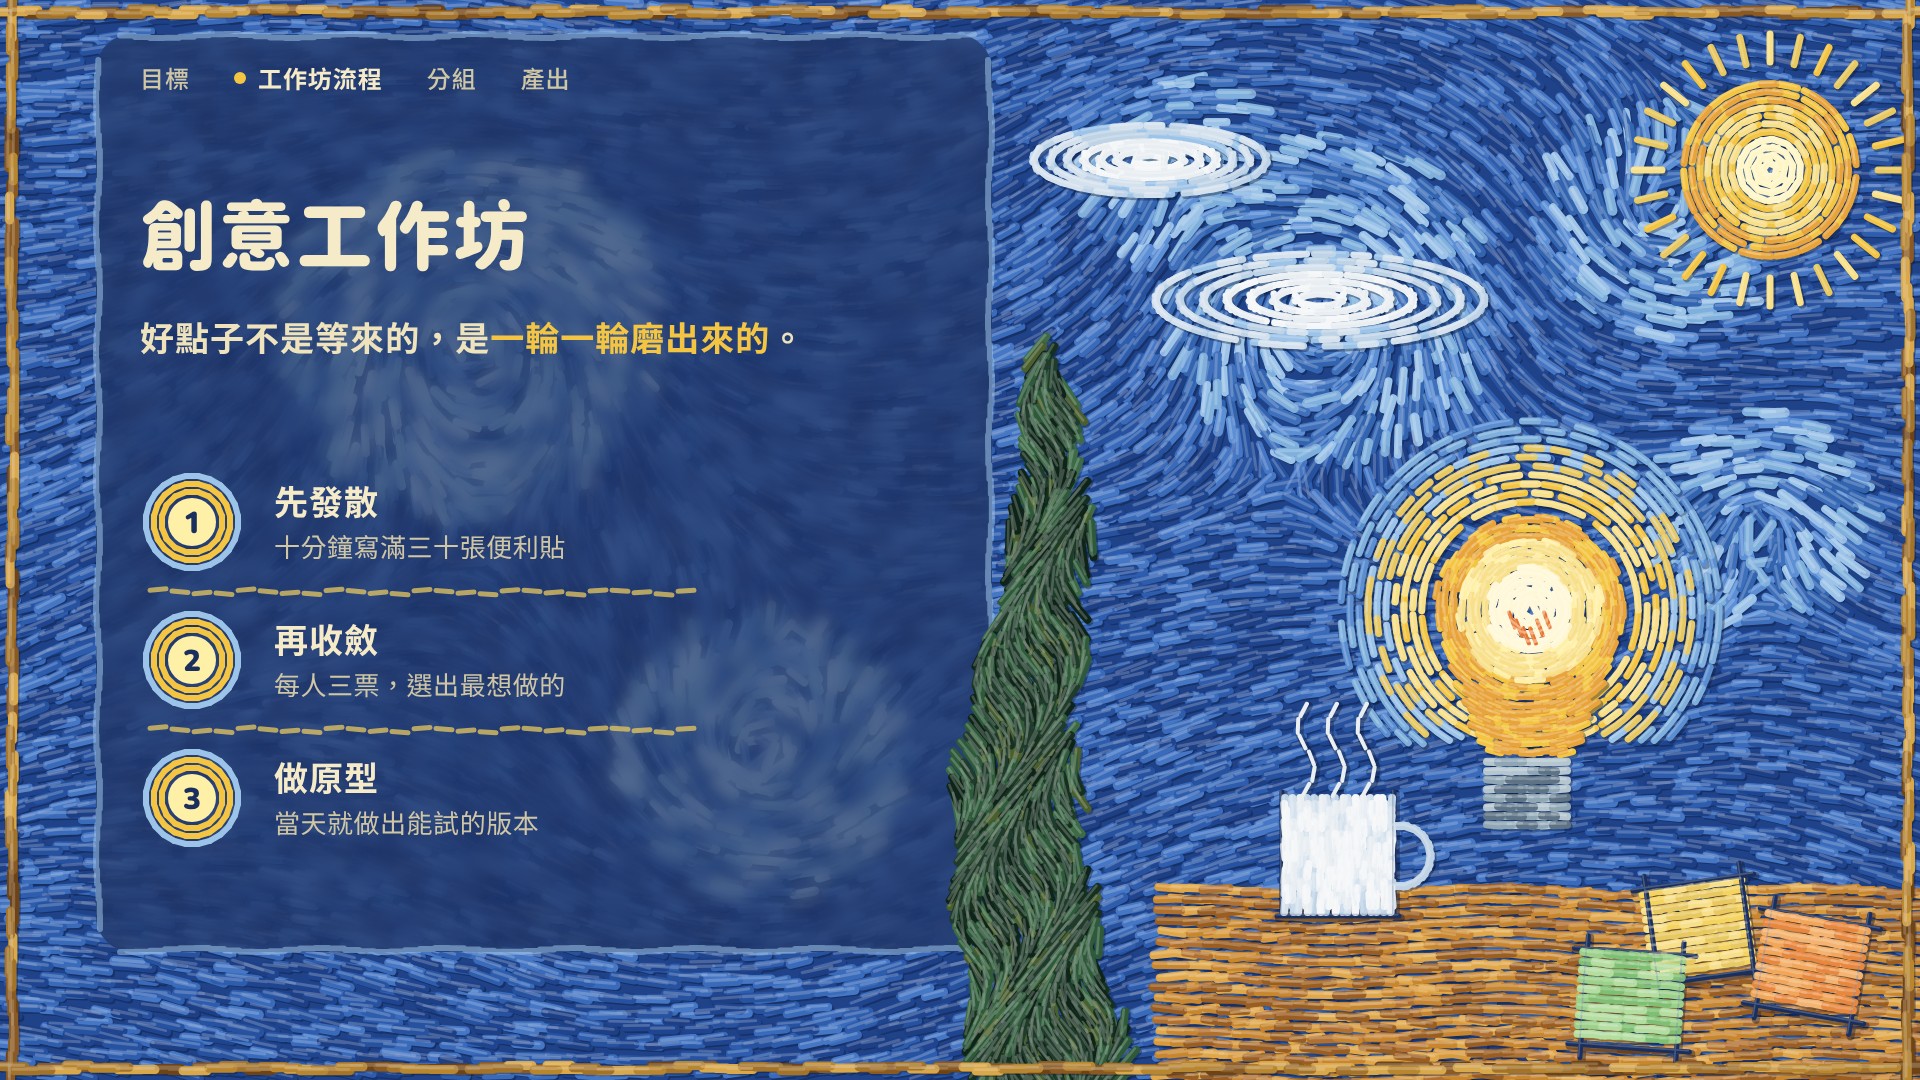 目標 工作坊流程 分組 產出
創意工作坊
好點子不是等來的，是一輪一輪磨出來的。
1 先發散
十分鐘寫滿三十張便利貼
2 再收斂
每人三票，選出最想做的
3 做原型
當天就做出能試的版本